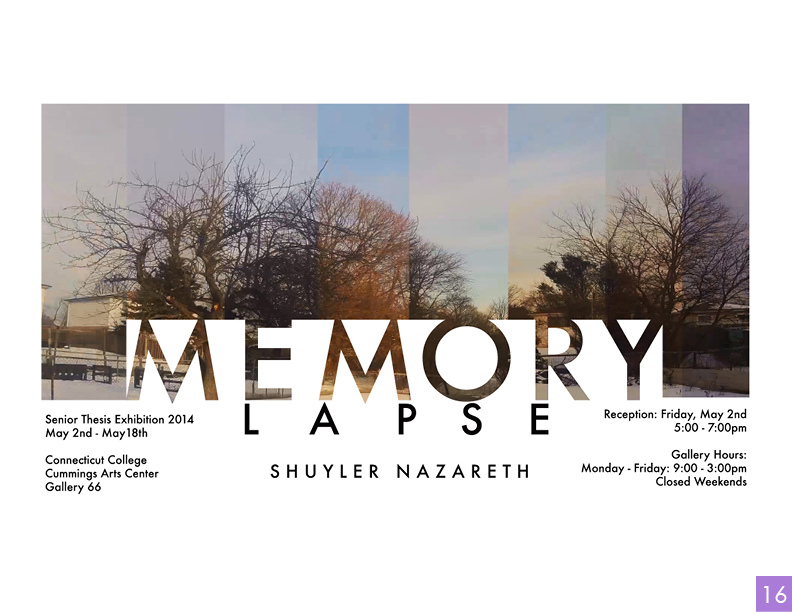 MEMORY
LAPSE
SHUYLER NAZARETH
Senior Thesis Exhibition 2014
May 2nd - May18th
Connecticut College
Cummings Arts Center
Gallery 66
Reception: Friday, May 2nd
5:00 - 7:00pm
Gallery Hours:
Monday - Friday: 9:00 - 3:00pm
Closed Weekends
16